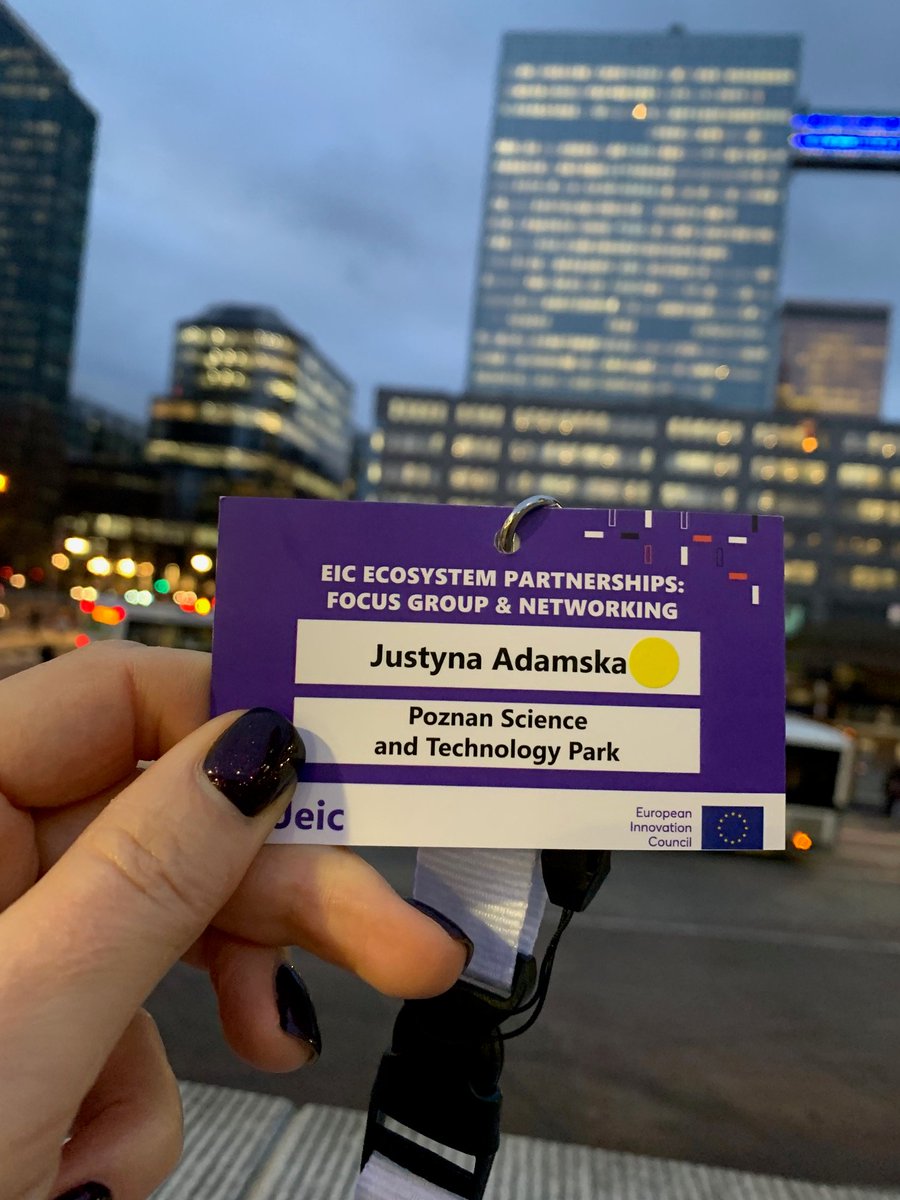 EIC ECOSYSTEM PARTNERSHIPS:
FOCUS GROUP & NETWORKING
Justyna Adamska
Poznan Science
and Technology Park
eic
European
Innovation
Council